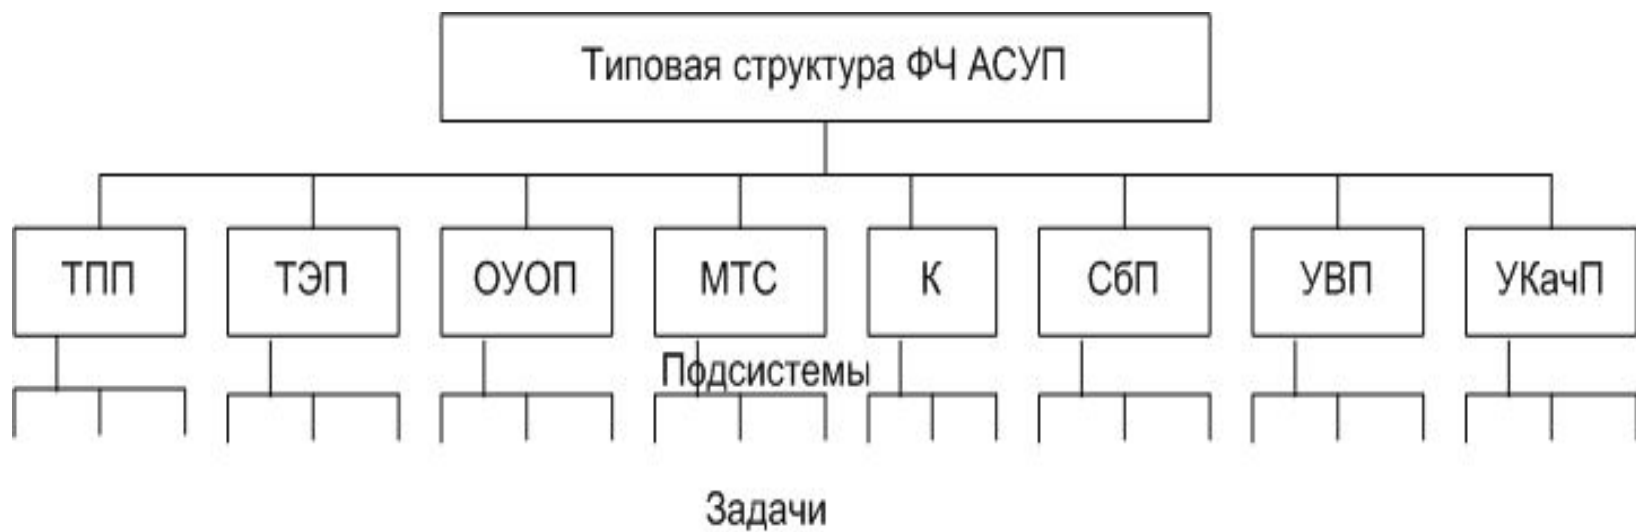 Типовая структура ФЧ АСУП
ТПП ТЭП ОУОП МТС К СбП УВП УКачП
Подсистемы
Задачи